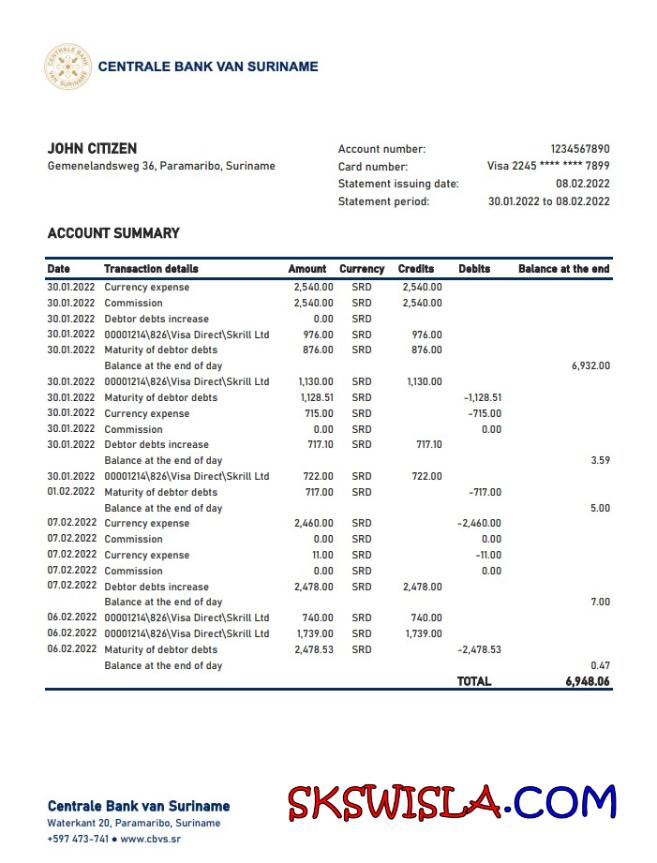 CENTRALE BANK VAN SURINAME
CENTRALE BANK VAN SURINAME
JOHN CITIZEN
Gemenelandsweg 36, Paramaribo, Suriname
Account number: 1234567890
Card number: Visa 2245 **** **** 7899
Statement issuing date: 08.02.2022
Statement period: 30.01.2022 to 08.02.2022
ACCOUNT SUMMARY
Date Transaction details Amount Currency Credits Debits Balance at the end
30.01.2022 Currency expense 2,540.00 SRD 2,540.00
30.01.2022 Commission 2,540.00 SRD 2,540.00
30.01.2022 Debtor debts increase 0.00 SRD
30.01.2022 00001214\826\Visa Direct\Skrill Ltd 976.00 SRD 976.00
30.01.2022 Maturity of debtor debts 876.00 SRD 876.00
Balance at the end of day 6,932.00
30.01.2022 00001214\826\Visa Direct\Skrill Ltd 1,130.00 SRD 1,130.00
30.01.2022 Maturity of debtor debts 1,128.51 SRD -1,128.51
30.01.2022 Currency expense 715.00 SRD -715.00
30.01.2022 Commission 0.00 SRD 0.00
30.01.2022 Debtor debts increase 717.10 SRD 717.10
Balance at the end of day 3.59
30.01.2022 00001214\826\Visa Direct\Skrill Ltd 722.00 SRD 722.00
01.02.2022 Maturity of debtor debts 717.00 SRD -717.00
Balance at the end of day 5.00
07.02.2022 Currency expense 2,460.00 SRD -2,460.00
07.02.2022 Commission 0.00 SRD 0.00
07.02.2022 Currency expense 11.00 SRD -11.00
07.02.2022 Commission 0.00 SRD 0.00
07.02.2022 Debtor debts increase 2,478.00 SRD 2,478.00
Balance at the end of day 7.00
06.02.2022 00001214\826\Visa Direct\Skrill Ltd 740.00 SRD 740.00
06.02.2022 00001214\826\Visa Direct\Skrill Ltd 1,739.00 SRD 1,739.00
06.02.2022 Maturity of debtor debts 2,478.53 SRD -2,478.53
Balance at the end of day 0.47
TOTAL 6,948.06
Centrale Bank van Suriname
Waterkant 20, Paramaribo, Suriname
+597 473-741 ● www.cbvs.sr
SKSWISLA.COM